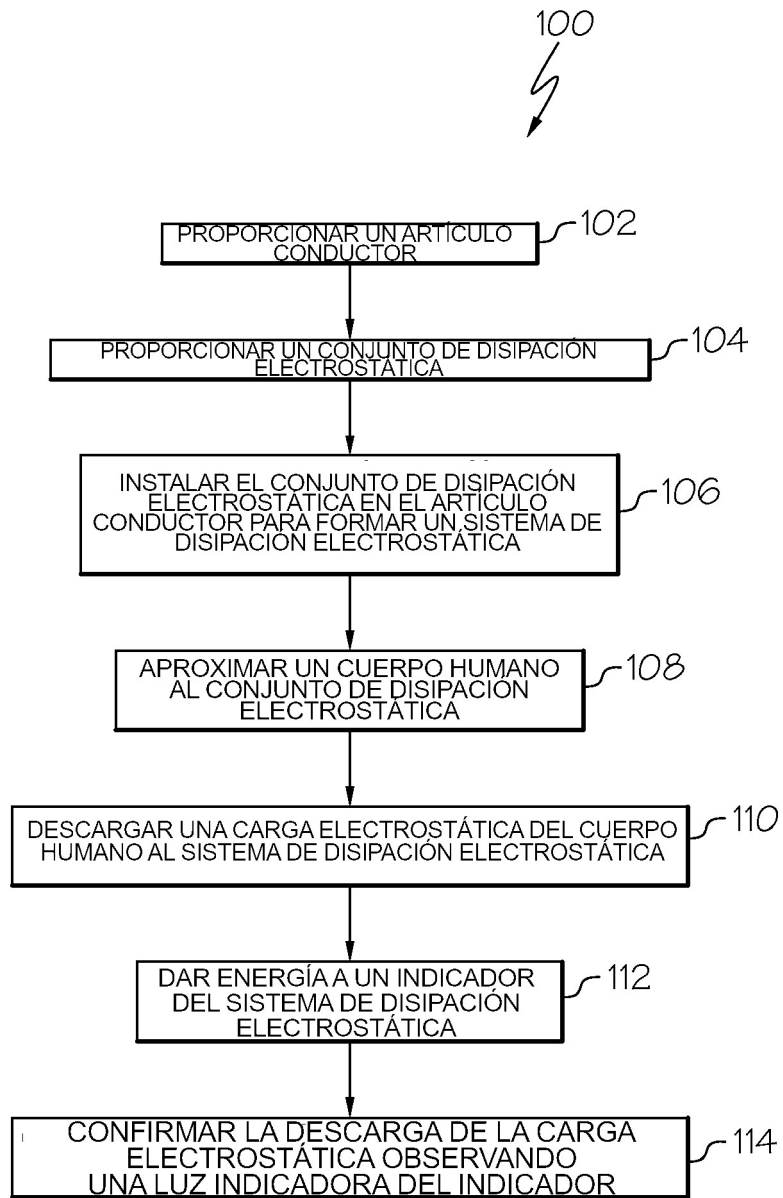 100
PROPORCIONAR UN ARTÍCULO
CONDUCTOR
102
PROPORCIONAR UN CONJUNTO DE DISIPACIÓN
ELECTROSTÁTICA
104
INSTALAR EL CONJUNTO DE DISIPACIÓN
ELECTROSTÁTICA EN EL ARTÍCULO
CONDUCTOR PARA FORMAR UN SISTEMA DE
DISIPACIÓN ELECTROSTÁTICA
106
APROXIMAR UN CUERPO HUMANO
AL CONJUNTO DE DISIPACIÓN
ELECTROSTÁTICA
108
DESCARGAR UNA CARGA ELECTROSTÁTICA DEL CUERPO
HUMANO AL SISTEMA DE DISIPACIÓN ELECTROSTÁTICA
110
DAR ENERGÍA A UN INDICADOR
DEL SISTEMA DE DISIPACIÓN
ELECTROSTÁTICA
112
CONFIRMAR LA DESCARGA DE LA CARGA
ELECTROSTÁTICA OBSERVANDO
UNA LUZ INDICADORA DEL INDICADOR
114